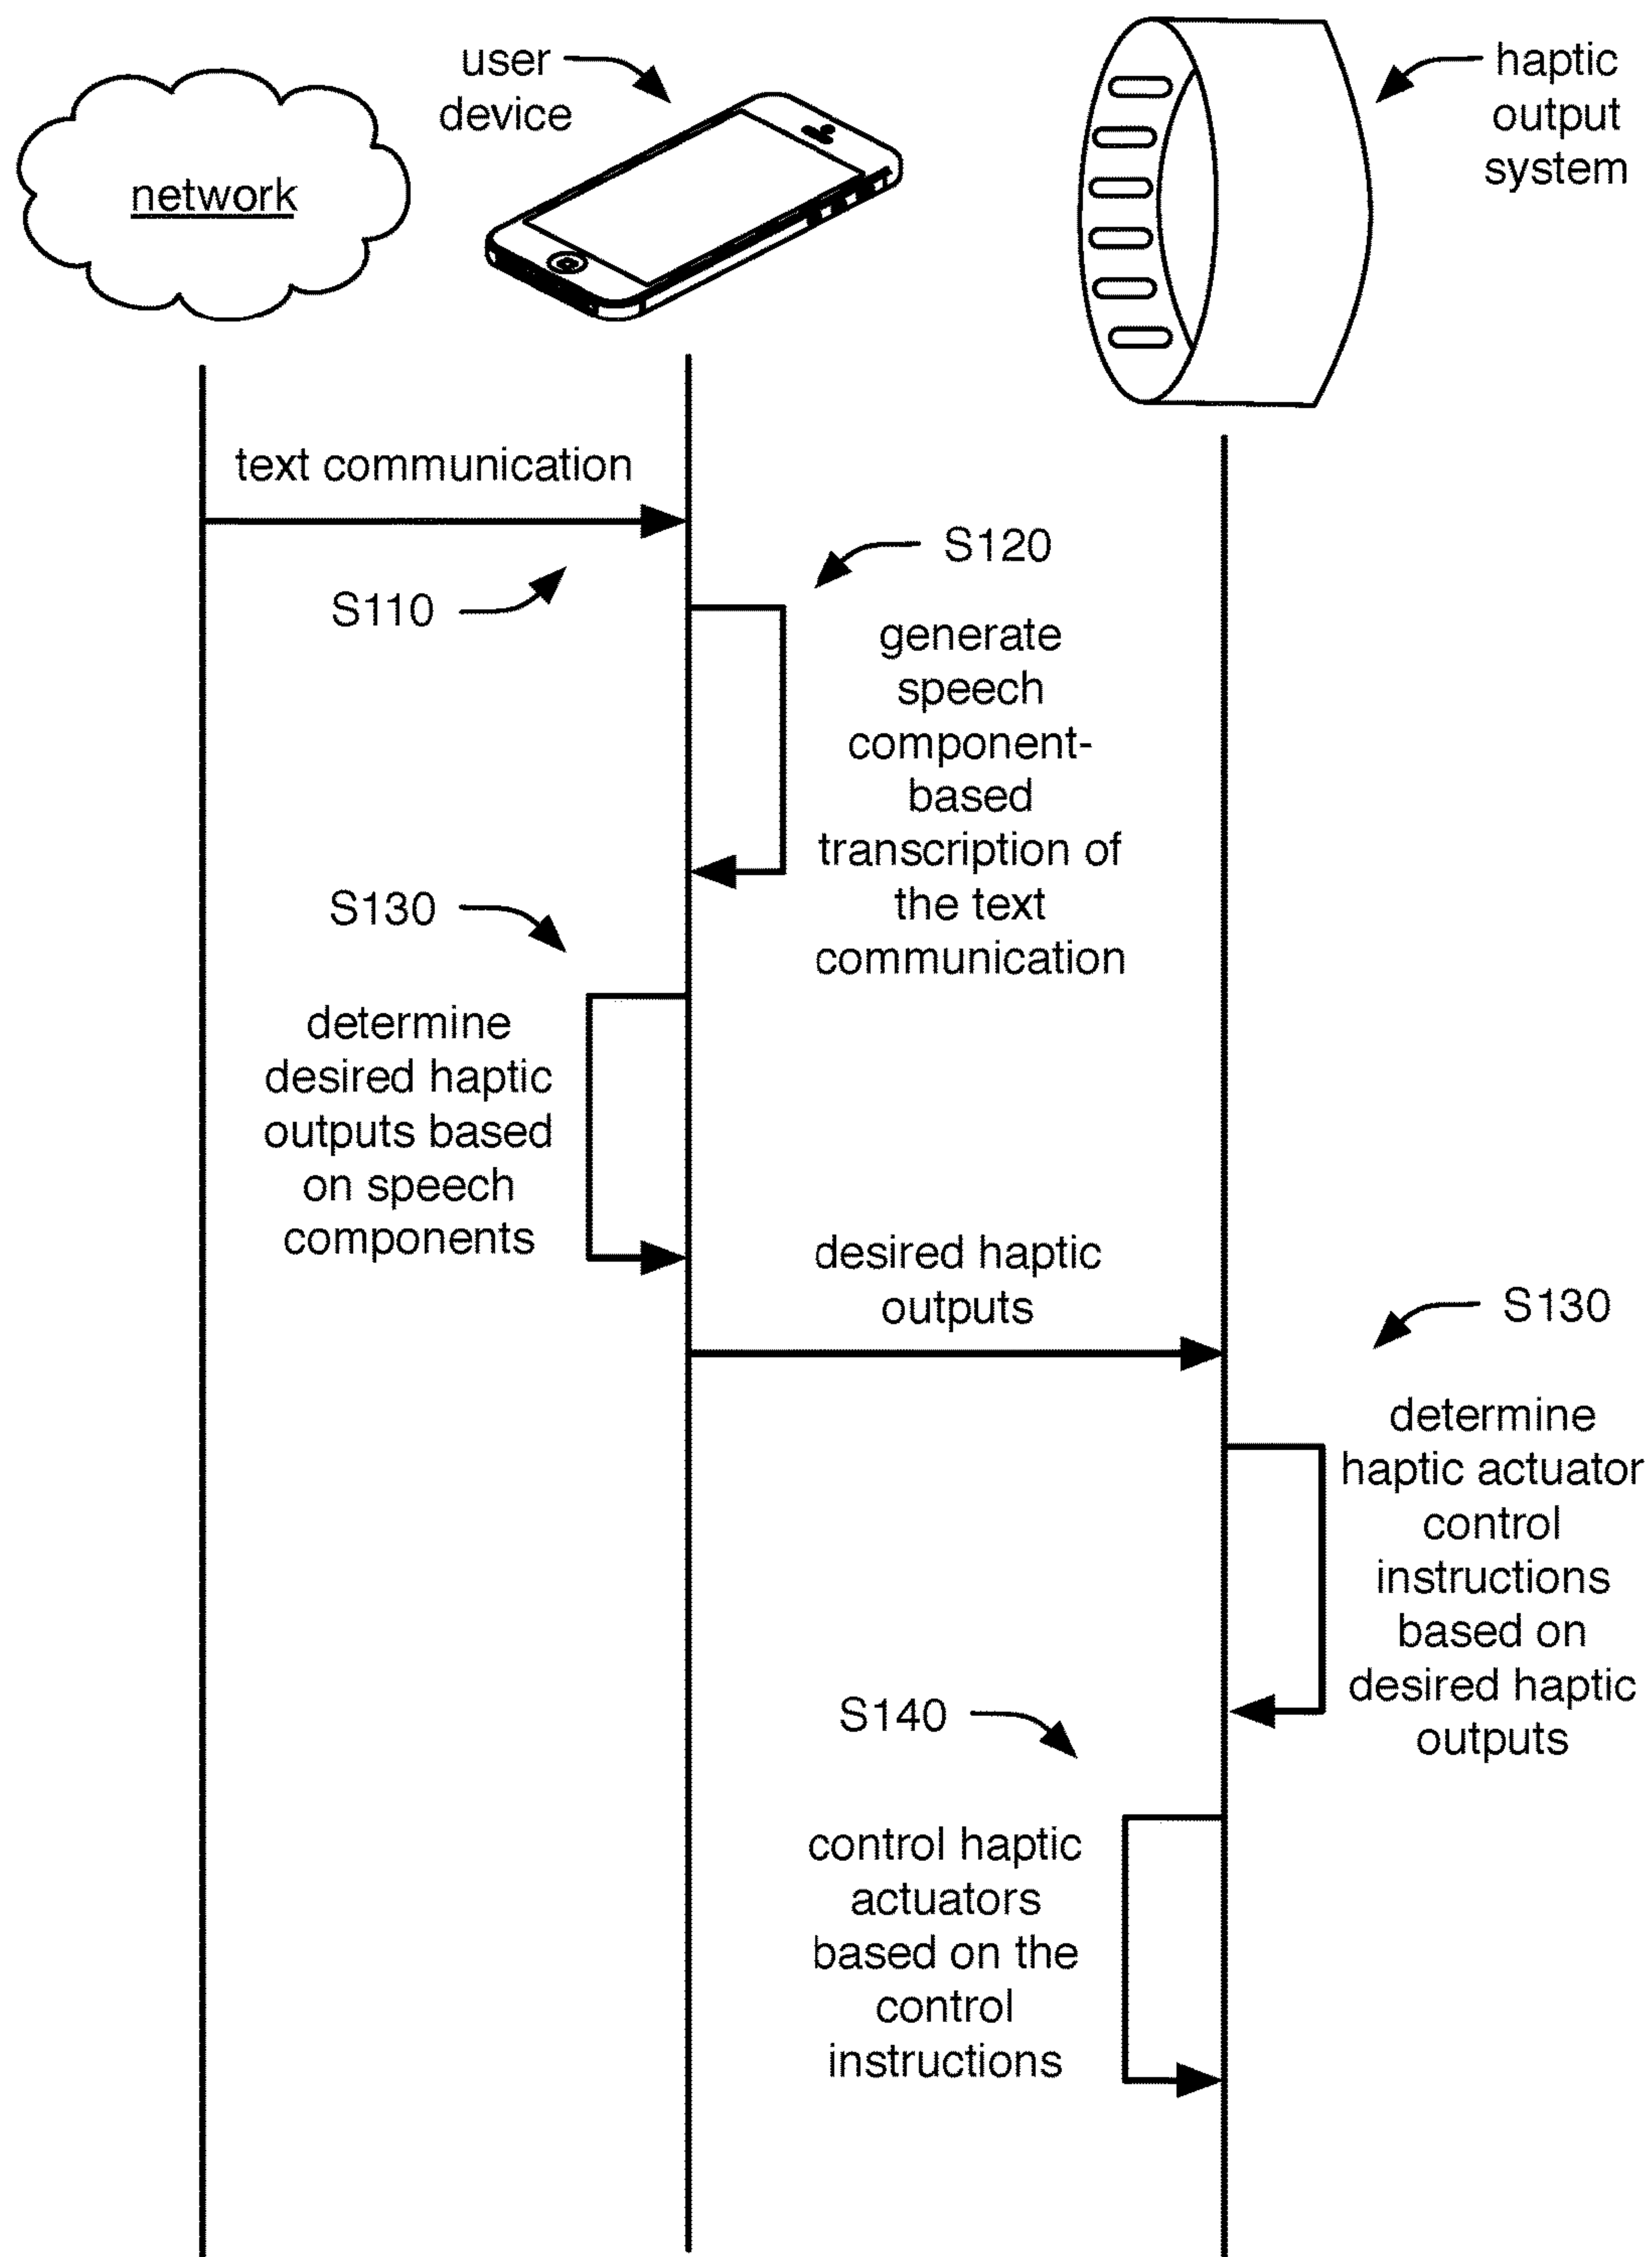 user
device
haptic
output
system
network
text communication
S110
S120
generate
speech
component-
based
transcription of
the text
communication
S130
determine
desired haptic
outputs based
on speech
components
desired haptic
outputs
S130
determine
haptic actuator
control
instructions
based on
desired haptic
outputs
S140
control haptic
actuators
based on the
control
instructions